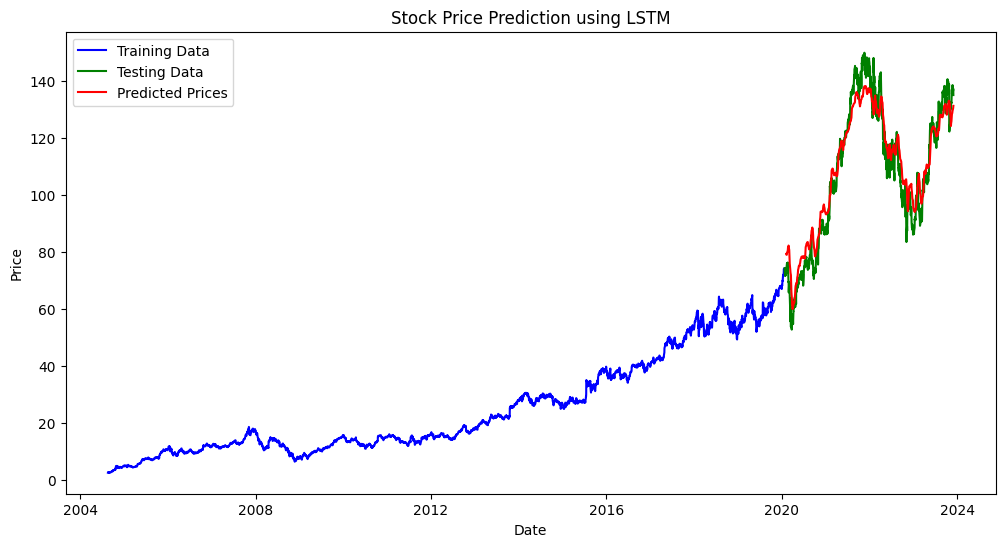 Stock Price Prediction using LSTM
Training Data
Testing Data
Predicted Prices
Price
140
120
100
80
60
40
20
0
2004 2008 2012 2016 2020 2024
Date